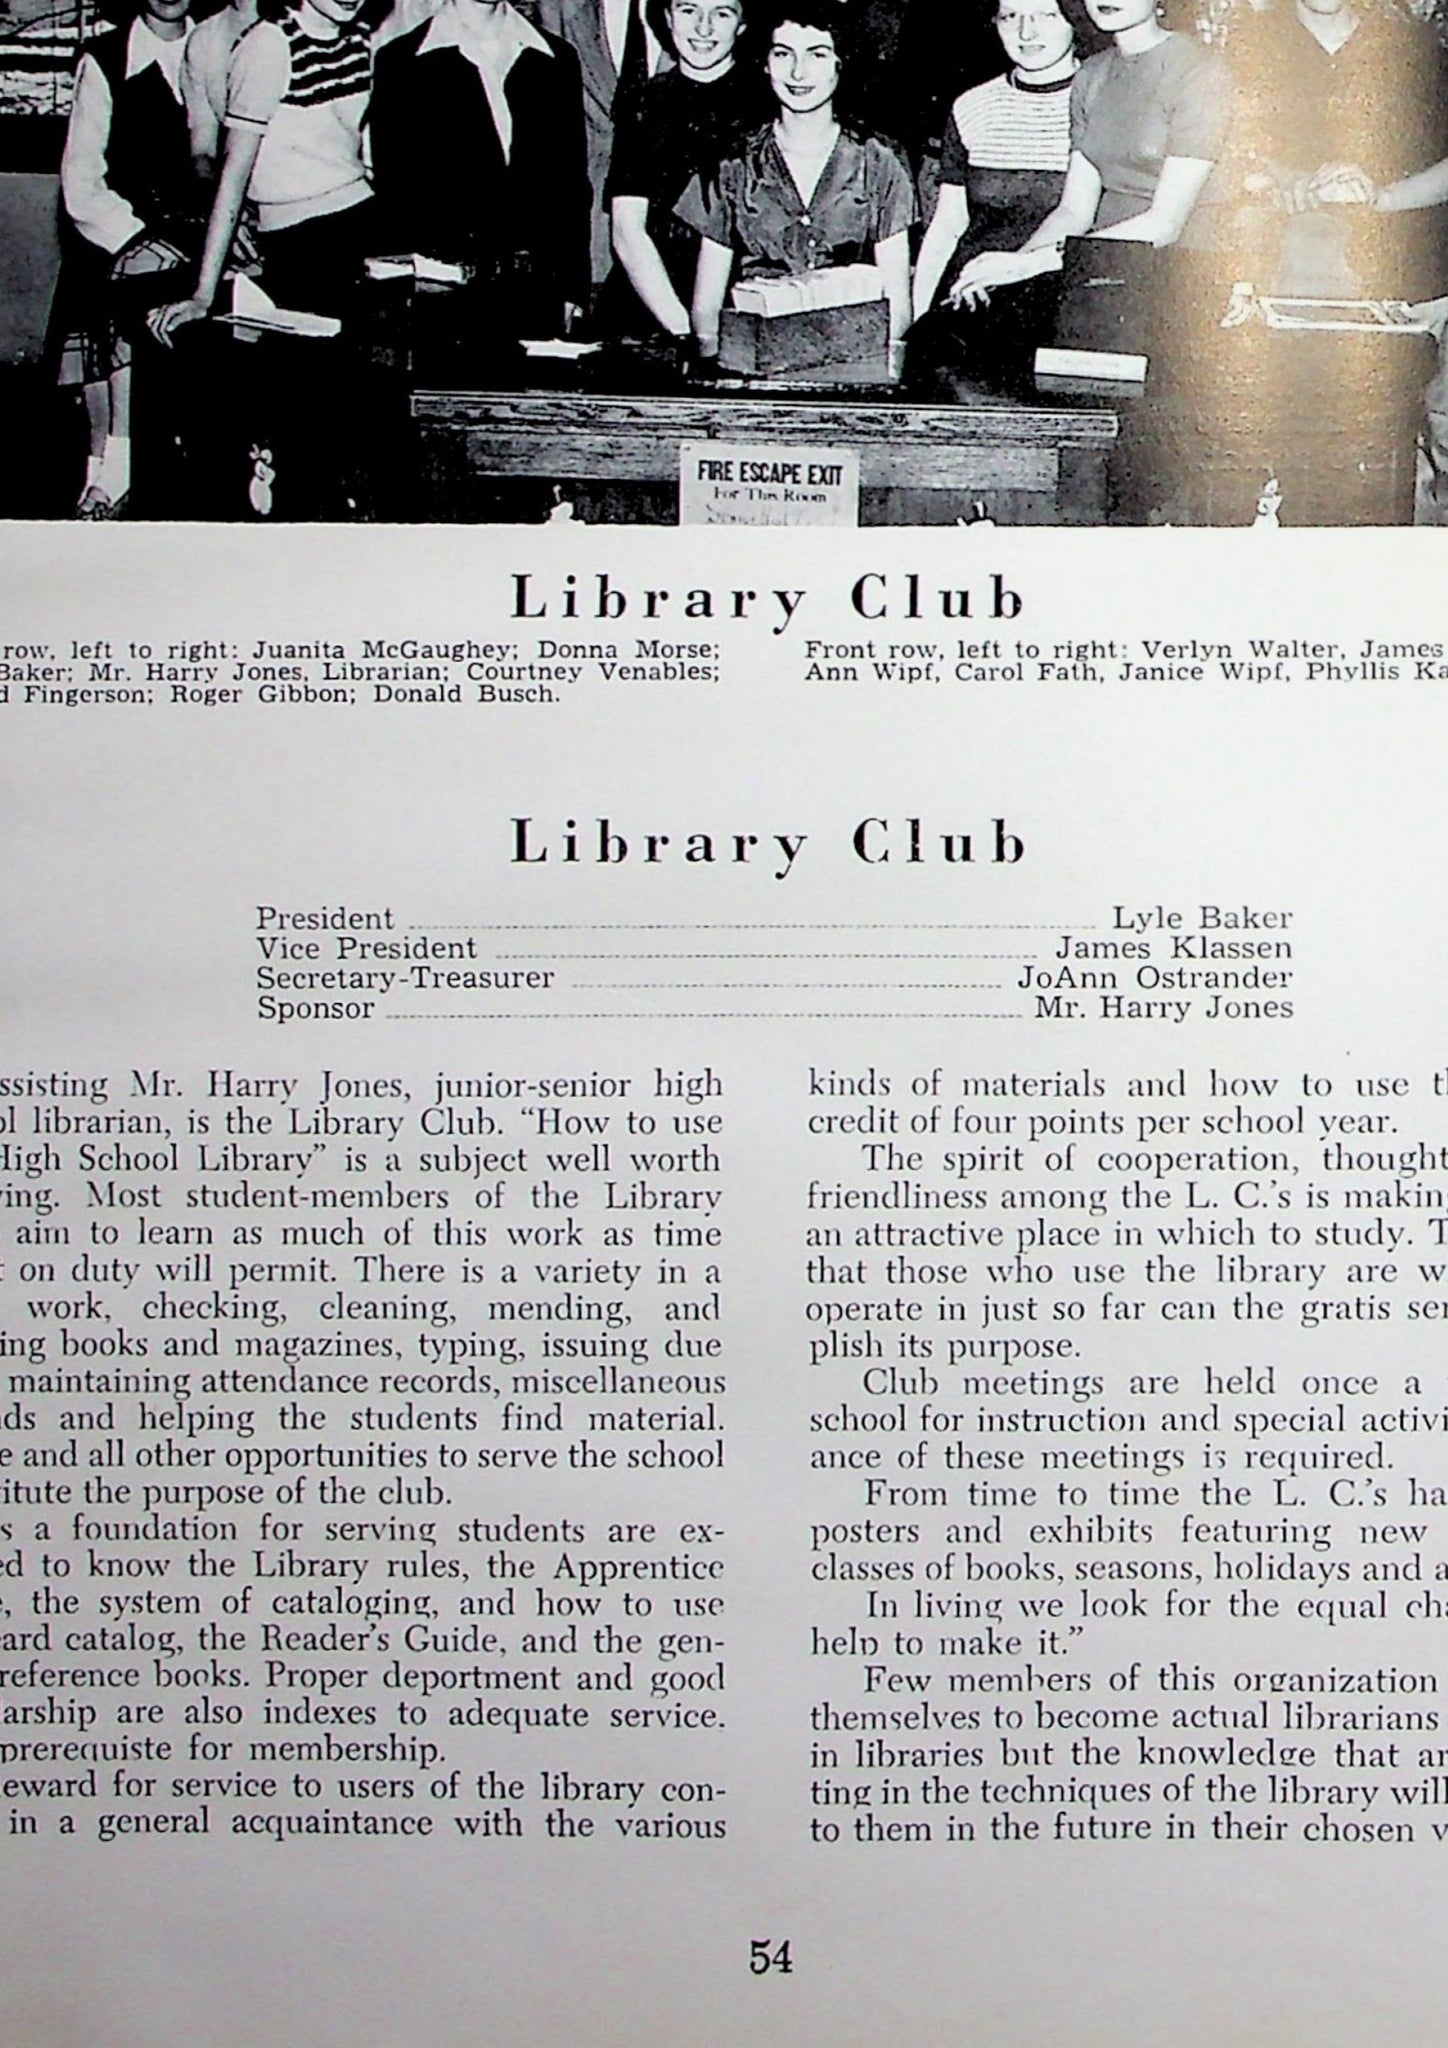 FIRE ESCAPE EXIT
For This Room
Library Club
row, left to right: Juanita McGaughey; Donna Morse;
Baker; Mr. Harry Jones, Librarian; Courtney Venables;
d Fingerson; Roger Gibbon; Donald Busch.
Front row, left to right: Verlyn Walter, James
Ann Wipf, Carol Fath, Janice Wipf, Phyllis Ka
Library Club
President Lyle Baker
Vice President James Klassen
Secretary-Treasurer JoAnn Ostrander
Sponsor Mr. Harry Jones
ssisting Mr. Harry Jones, junior-senior high
ol librarian, is the Library Club. “How to use
High School Library” is a subject well worth
ying. Most student-members of the Library
aim to learn as much of this work as time
t on duty will permit. There is a variety in a
work, checking, cleaning, mending, and
ing books and magazines, typing, issuing due
maintaining attendance records, miscellaneous
ds and helping the students find material.
e and all other opportunities to serve the school
itute the purpose of the club.
s a foundation for serving students are ex-
ed to know the Library rules, the Apprentice
e, the system of cataloging, and how to use
card catalog, the Reader's Guide, and the gen-
reference books. Proper deportment and good
larship are also indexes to adequate service.
prerequiste for membership.
eward for service to users of the library con-
in a general acquaintance with the various
kinds of materials and how to use th
credit of four points per school year.
The spirit of cooperation, thought
friendliness among the L. C.'s is making
an attractive place in which to study. T
that those who use the library are w
operate in just so far can the gratis ser
plish its purpose.
Club meetings are held once a
school for instruction and special activi
ance of these meetings is required.
From time to time the L. C.'s ha
posters and exhibits featuring new
classes of books, seasons, holidays and a
In living we look for the equal cha
help to make it.”
Few members of this organization
themselves to become actual librarians
in libraries but the knowledge that ar
ting in the techniques of the library will
to them in the future in their chosen v
54